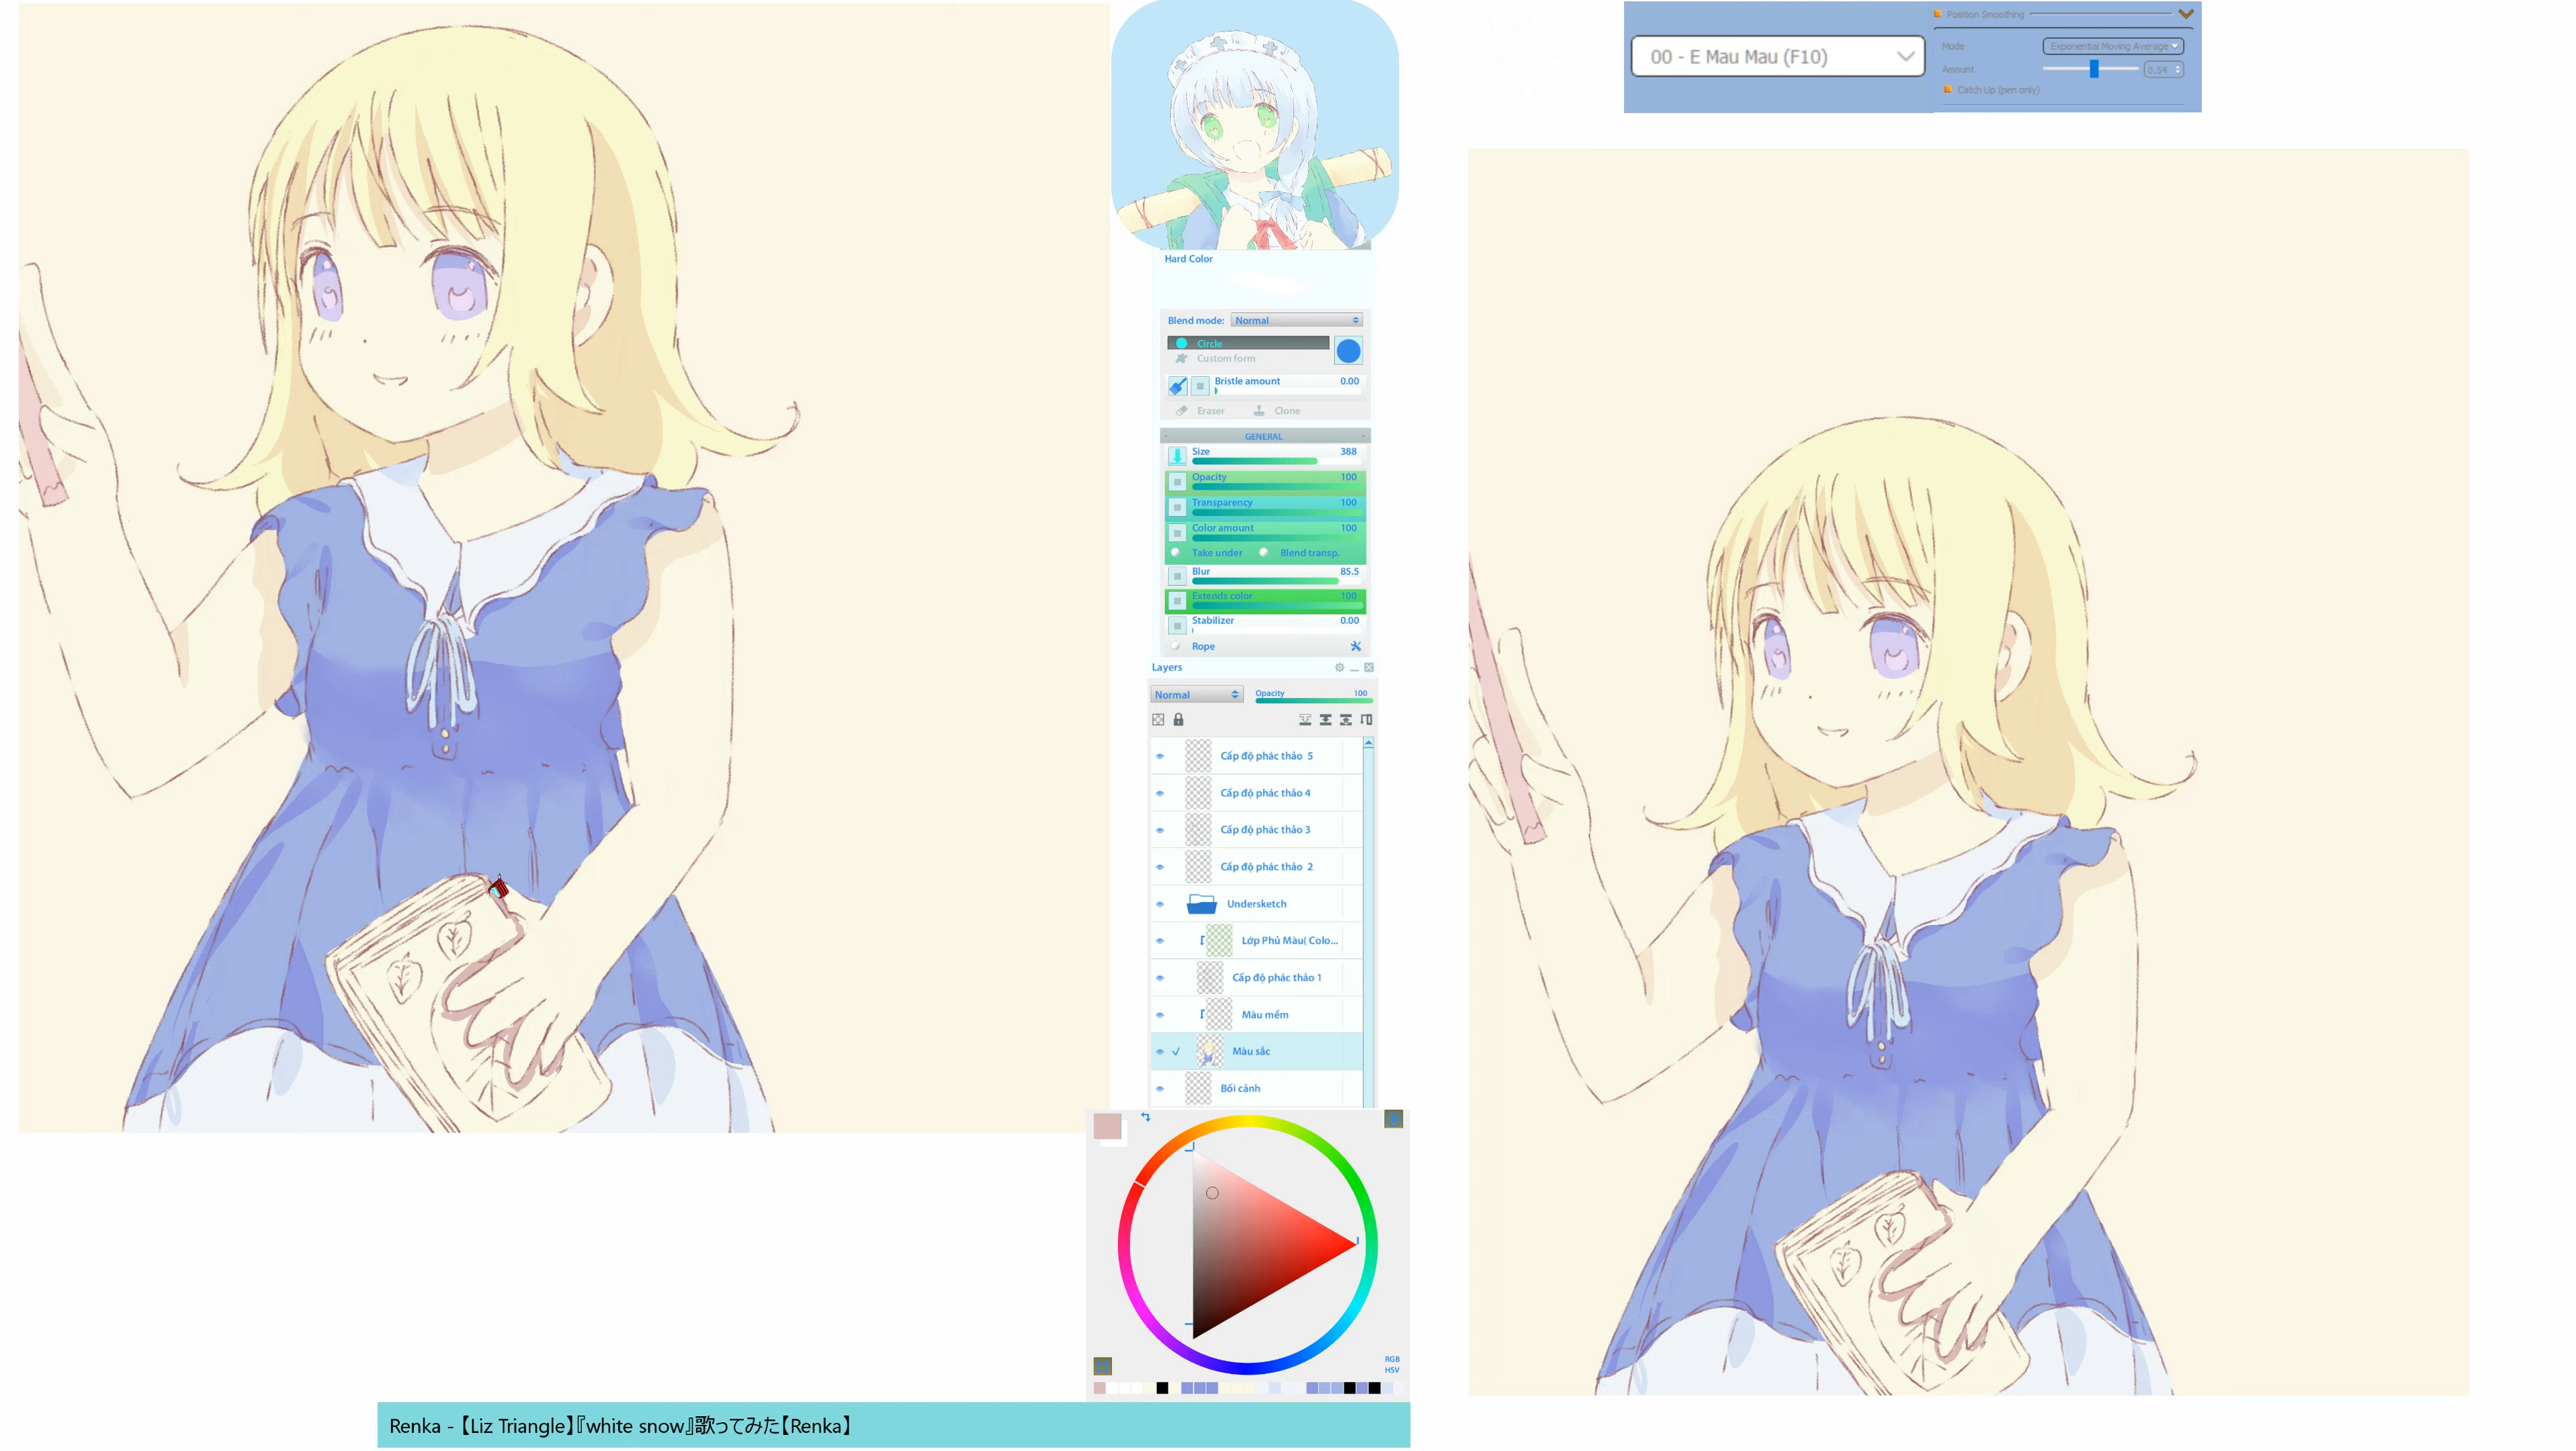 00 - E Mau Mau (F10)
Position Smoothing
Mode
Exponential Moving Average
Amount
0.54
Catch Up (pen only)
Hard Color
Blend mode: Normal
Circle
Custom form
Bristle amount 0.00
Eraser Clone
GENERAL
Size 388
Opacity 100
Transparency 100
Color amount 100
Take under Blend transp.
Blur 85.5
Extends color 100
Stabilizer 0.00
Rope
Layers
Normal Opacity 100
Cấp độ phác thảo 5
Cấp độ phác thảo 4
Cấp độ phác thảo 3
Cấp độ phác thảo 2
Undersketch
Lớp Phủ Màu( Colo...
Cấp độ phác thảo 1
Màu mềm
Màu sắc
Bối cảnh
RGB
HSV
Renka - 【Liz Triangle】『white snow』歌ってみた【Renka】